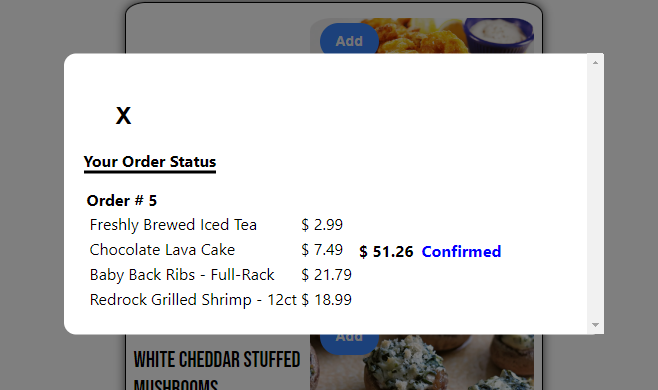 Add
X
Your Order Status
Order # 5
Freshly Brewed Iced Tea $ 2.99
Chocolate Lava Cake $ 7.49 $ 51.26 Confirmed
Baby Back Ribs - Full-Rack $ 21.79
Redrock Grilled Shrimp - 12ct $ 18.99
Add
WHITE CHEDDAR STUFFED
MUSHROOMS